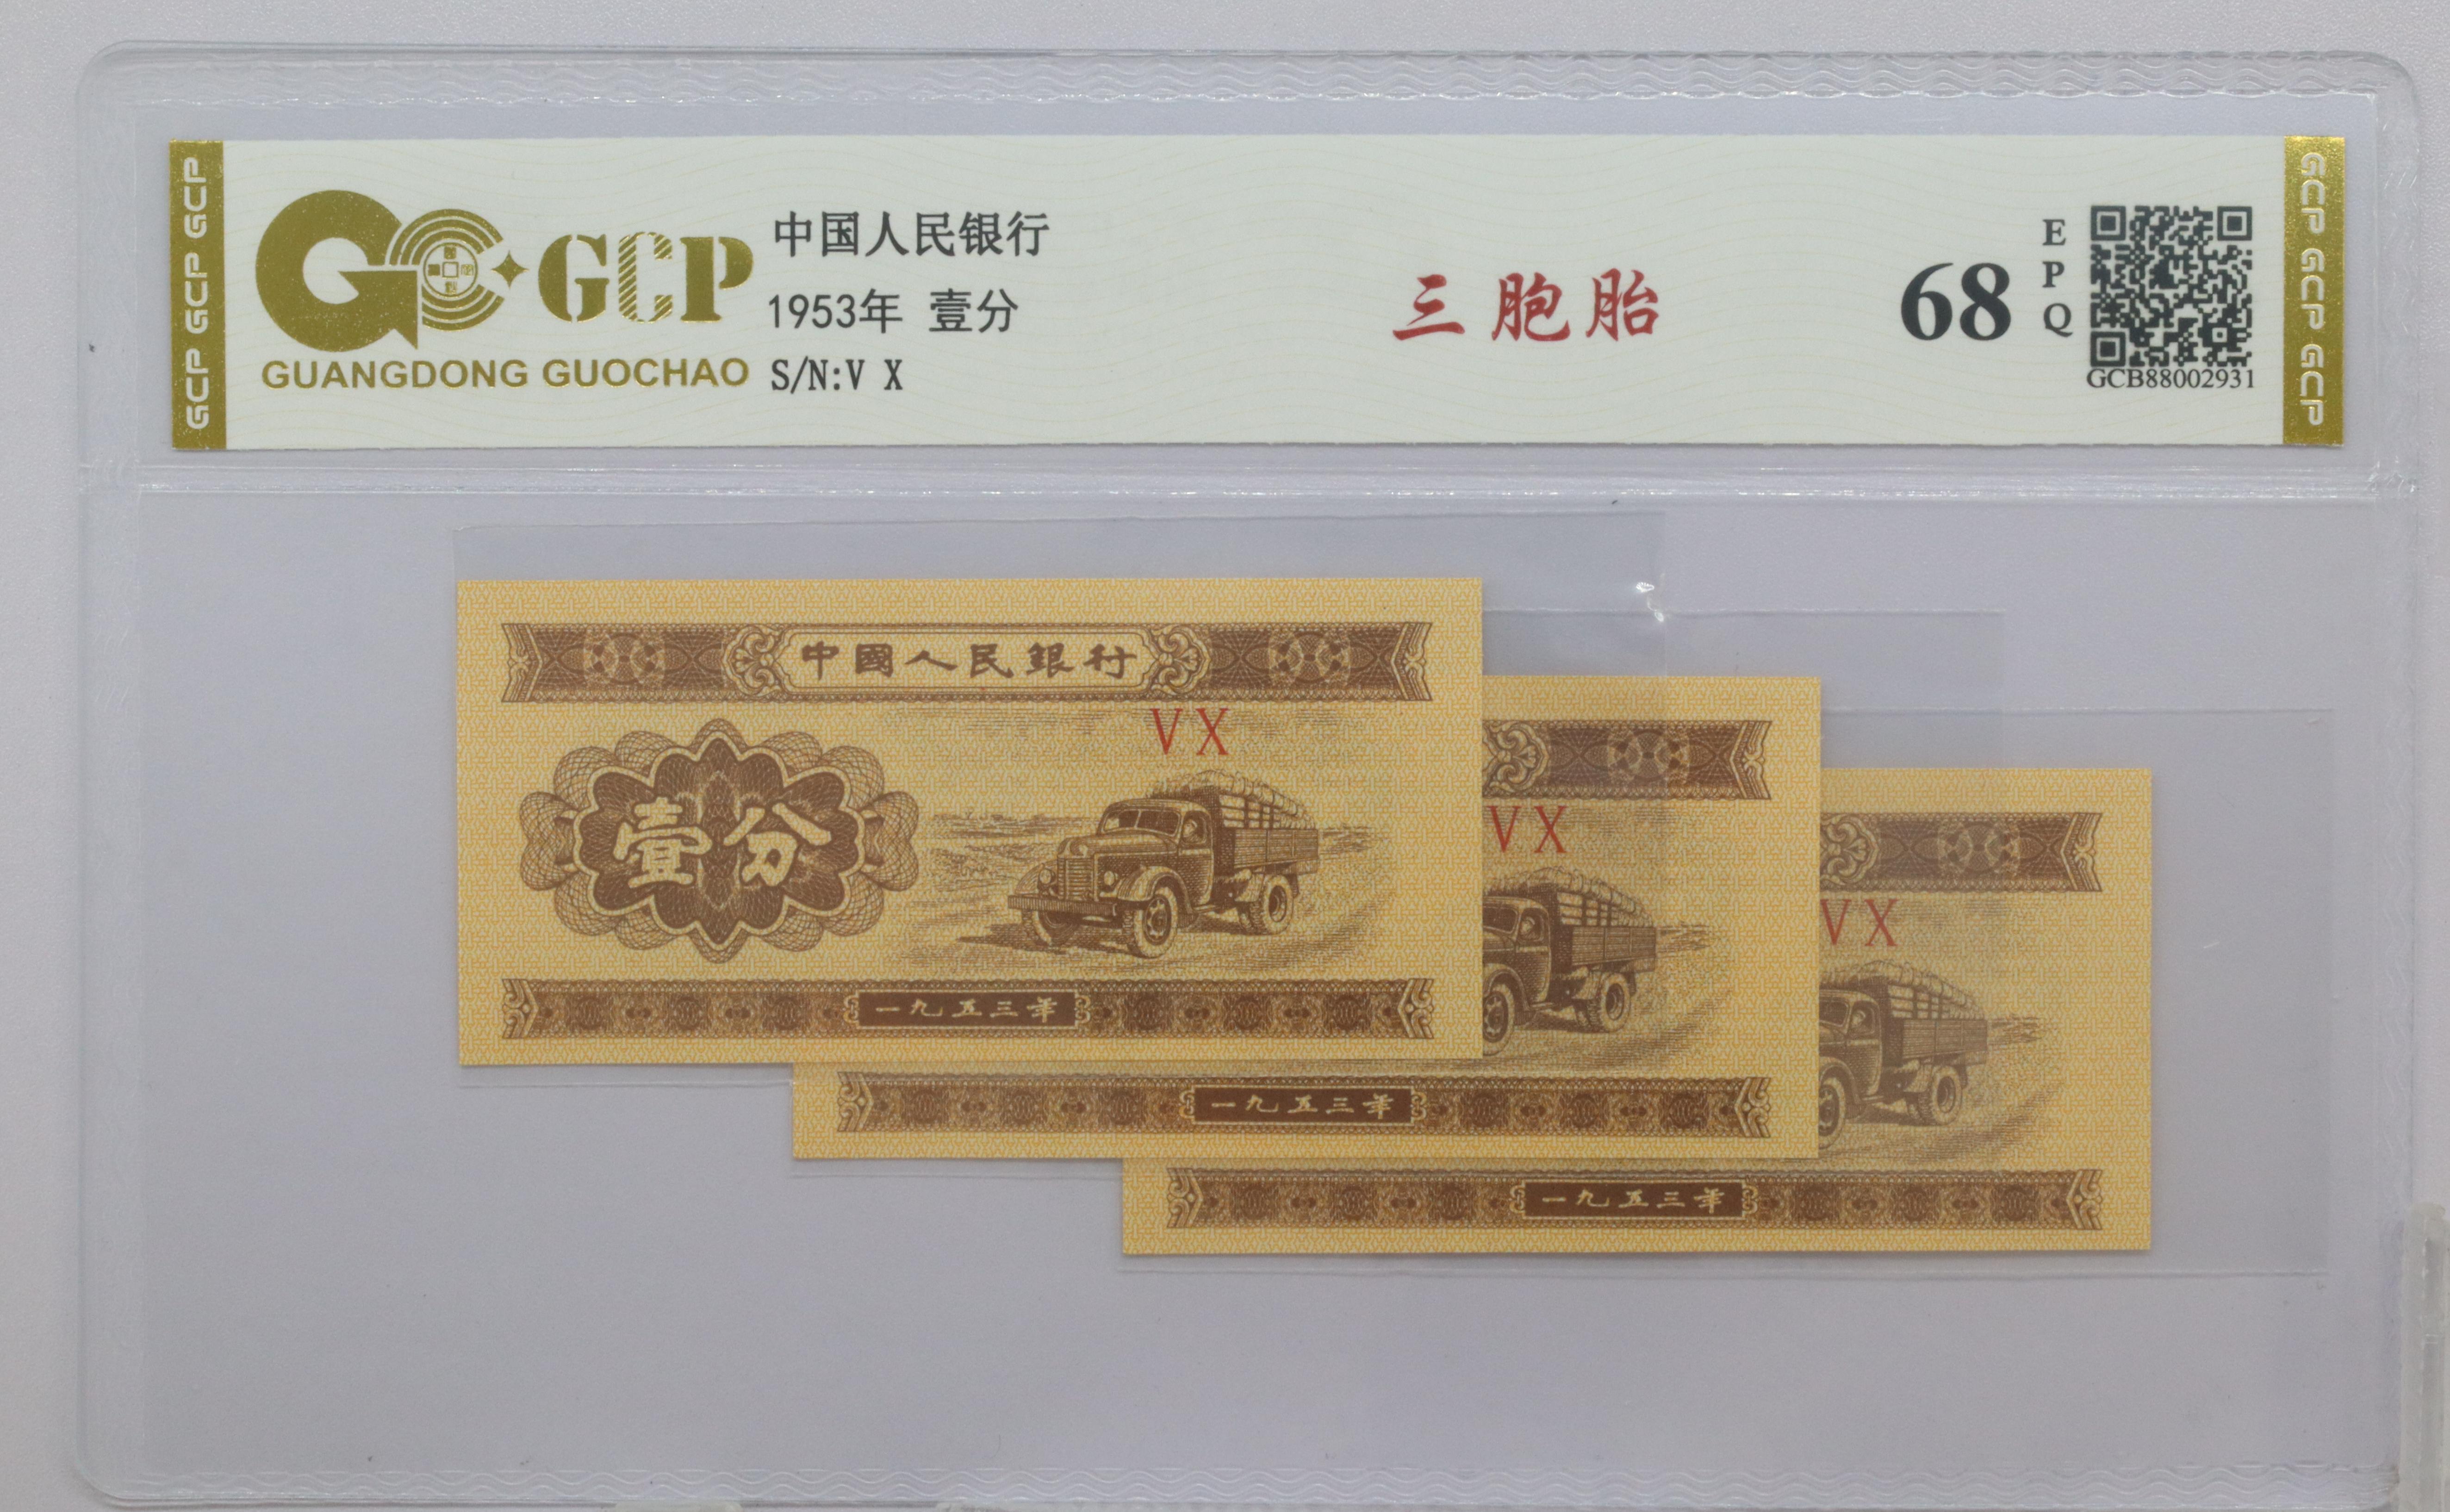 GCP GCP GCP
GCP
GUANGDONG GUOCHAO
中国人民银行
1953年 壹分
S/N:V X
三胞胎
68
EPQ
GCB88002931
GCP GCP GCP
中國人民銀行
VX
壹分
一九五三年
VX
一九五三年
VX
一九五三年